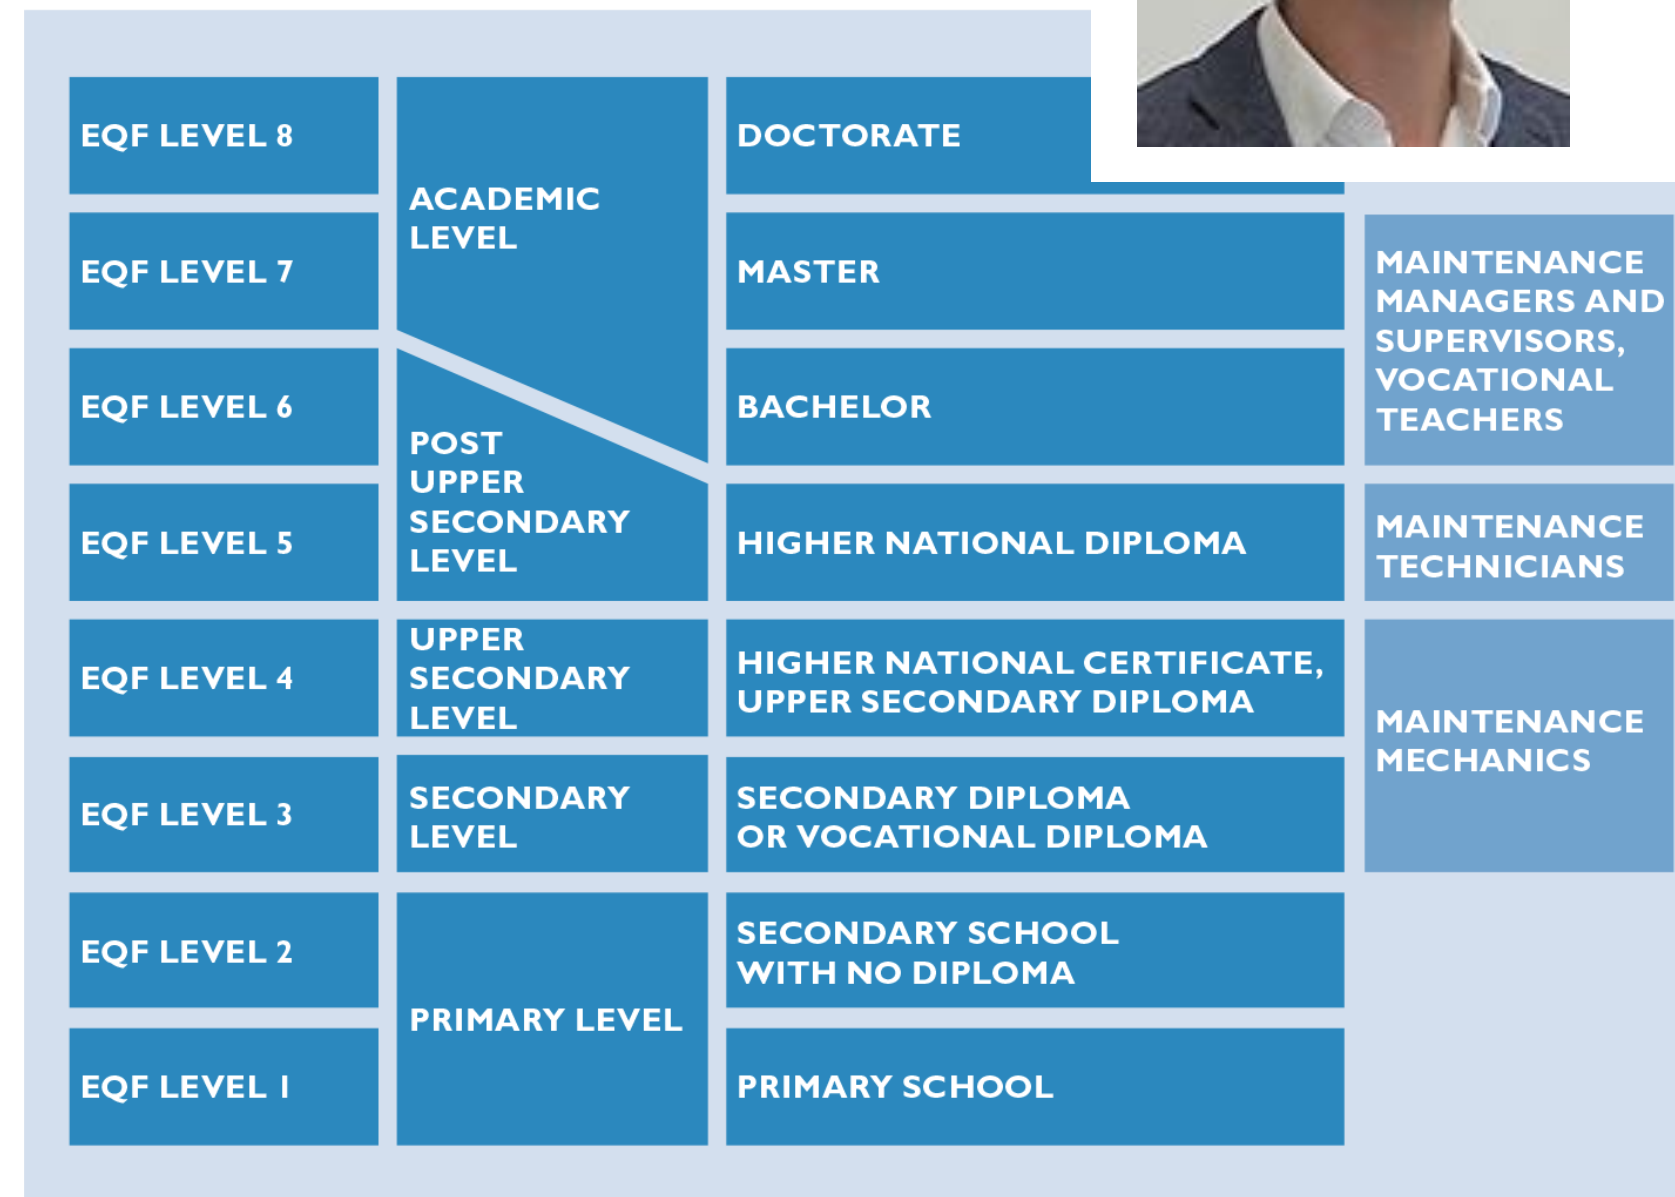 EQF LEVEL 8
ACADEMIC
LEVEL
DOCTORATE
EQF LEVEL 7
MASTER
MAINTENANCE
MANAGERS AND
SUPERVISORS,
VOCATIONAL
TEACHERS
EQF LEVEL 6
POST
UPPER
SECONDARY
LEVEL
BACHELOR
EQF LEVEL 5
HIGHER NATIONAL DIPLOMA
MAINTENANCE
TECHNICIANS
EQF LEVEL 4
UPPER
SECONDARY
LEVEL
HIGHER NATIONAL CERTIFICATE,
UPPER SECONDARY DIPLOMA
MAINTENANCE
MECHANICS
EQF LEVEL 3
SECONDARY
LEVEL
SECONDARY DIPLOMA
OR VOCATIONAL DIPLOMA
EQF LEVEL 2
PRIMARY LEVEL
SECONDARY SCHOOL
WITH NO DIPLOMA
EQF LEVEL 1
PRIMARY SCHOOL